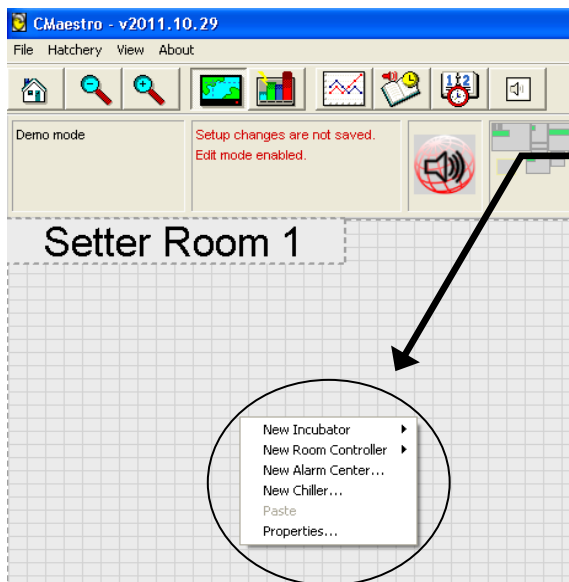 CMaestro - v2011.10.29
File Hatchery View About
Demo mode
Setup changes are not saved.
Edit mode enabled.
Setter Room 1
New Incubator
New Room Controller
New Alarm Center...
New Chiller...
Paste
Properties...